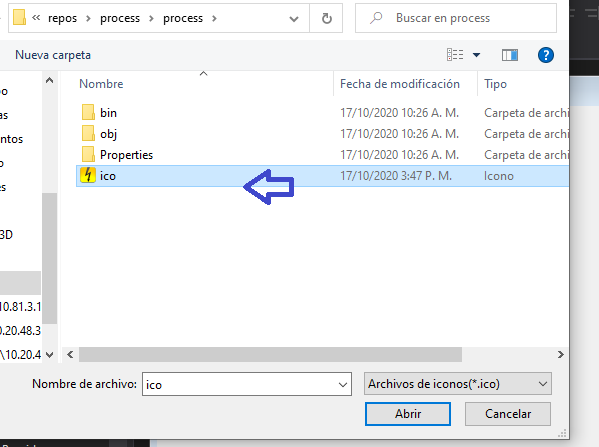 « repos › process › process ›
Buscar en process
Nueva carpeta
Nombre Fecha de modificación Tipo
bin 17/10/2020 10:26 A. M. Carpeta de archi
obj 17/10/2020 10:26 A. M. Carpeta de archi
Properties 17/10/2020 10:26 A. M. Carpeta de archi
ico 17/10/2020 3:47 P. M. Icono
po
as
entos
o
es
3D
10.81.3.1
0.20.48.3
\10.20.4
Nombre de archivo: ico
Archivos de iconos(*.ico)
Abrir Cancelar